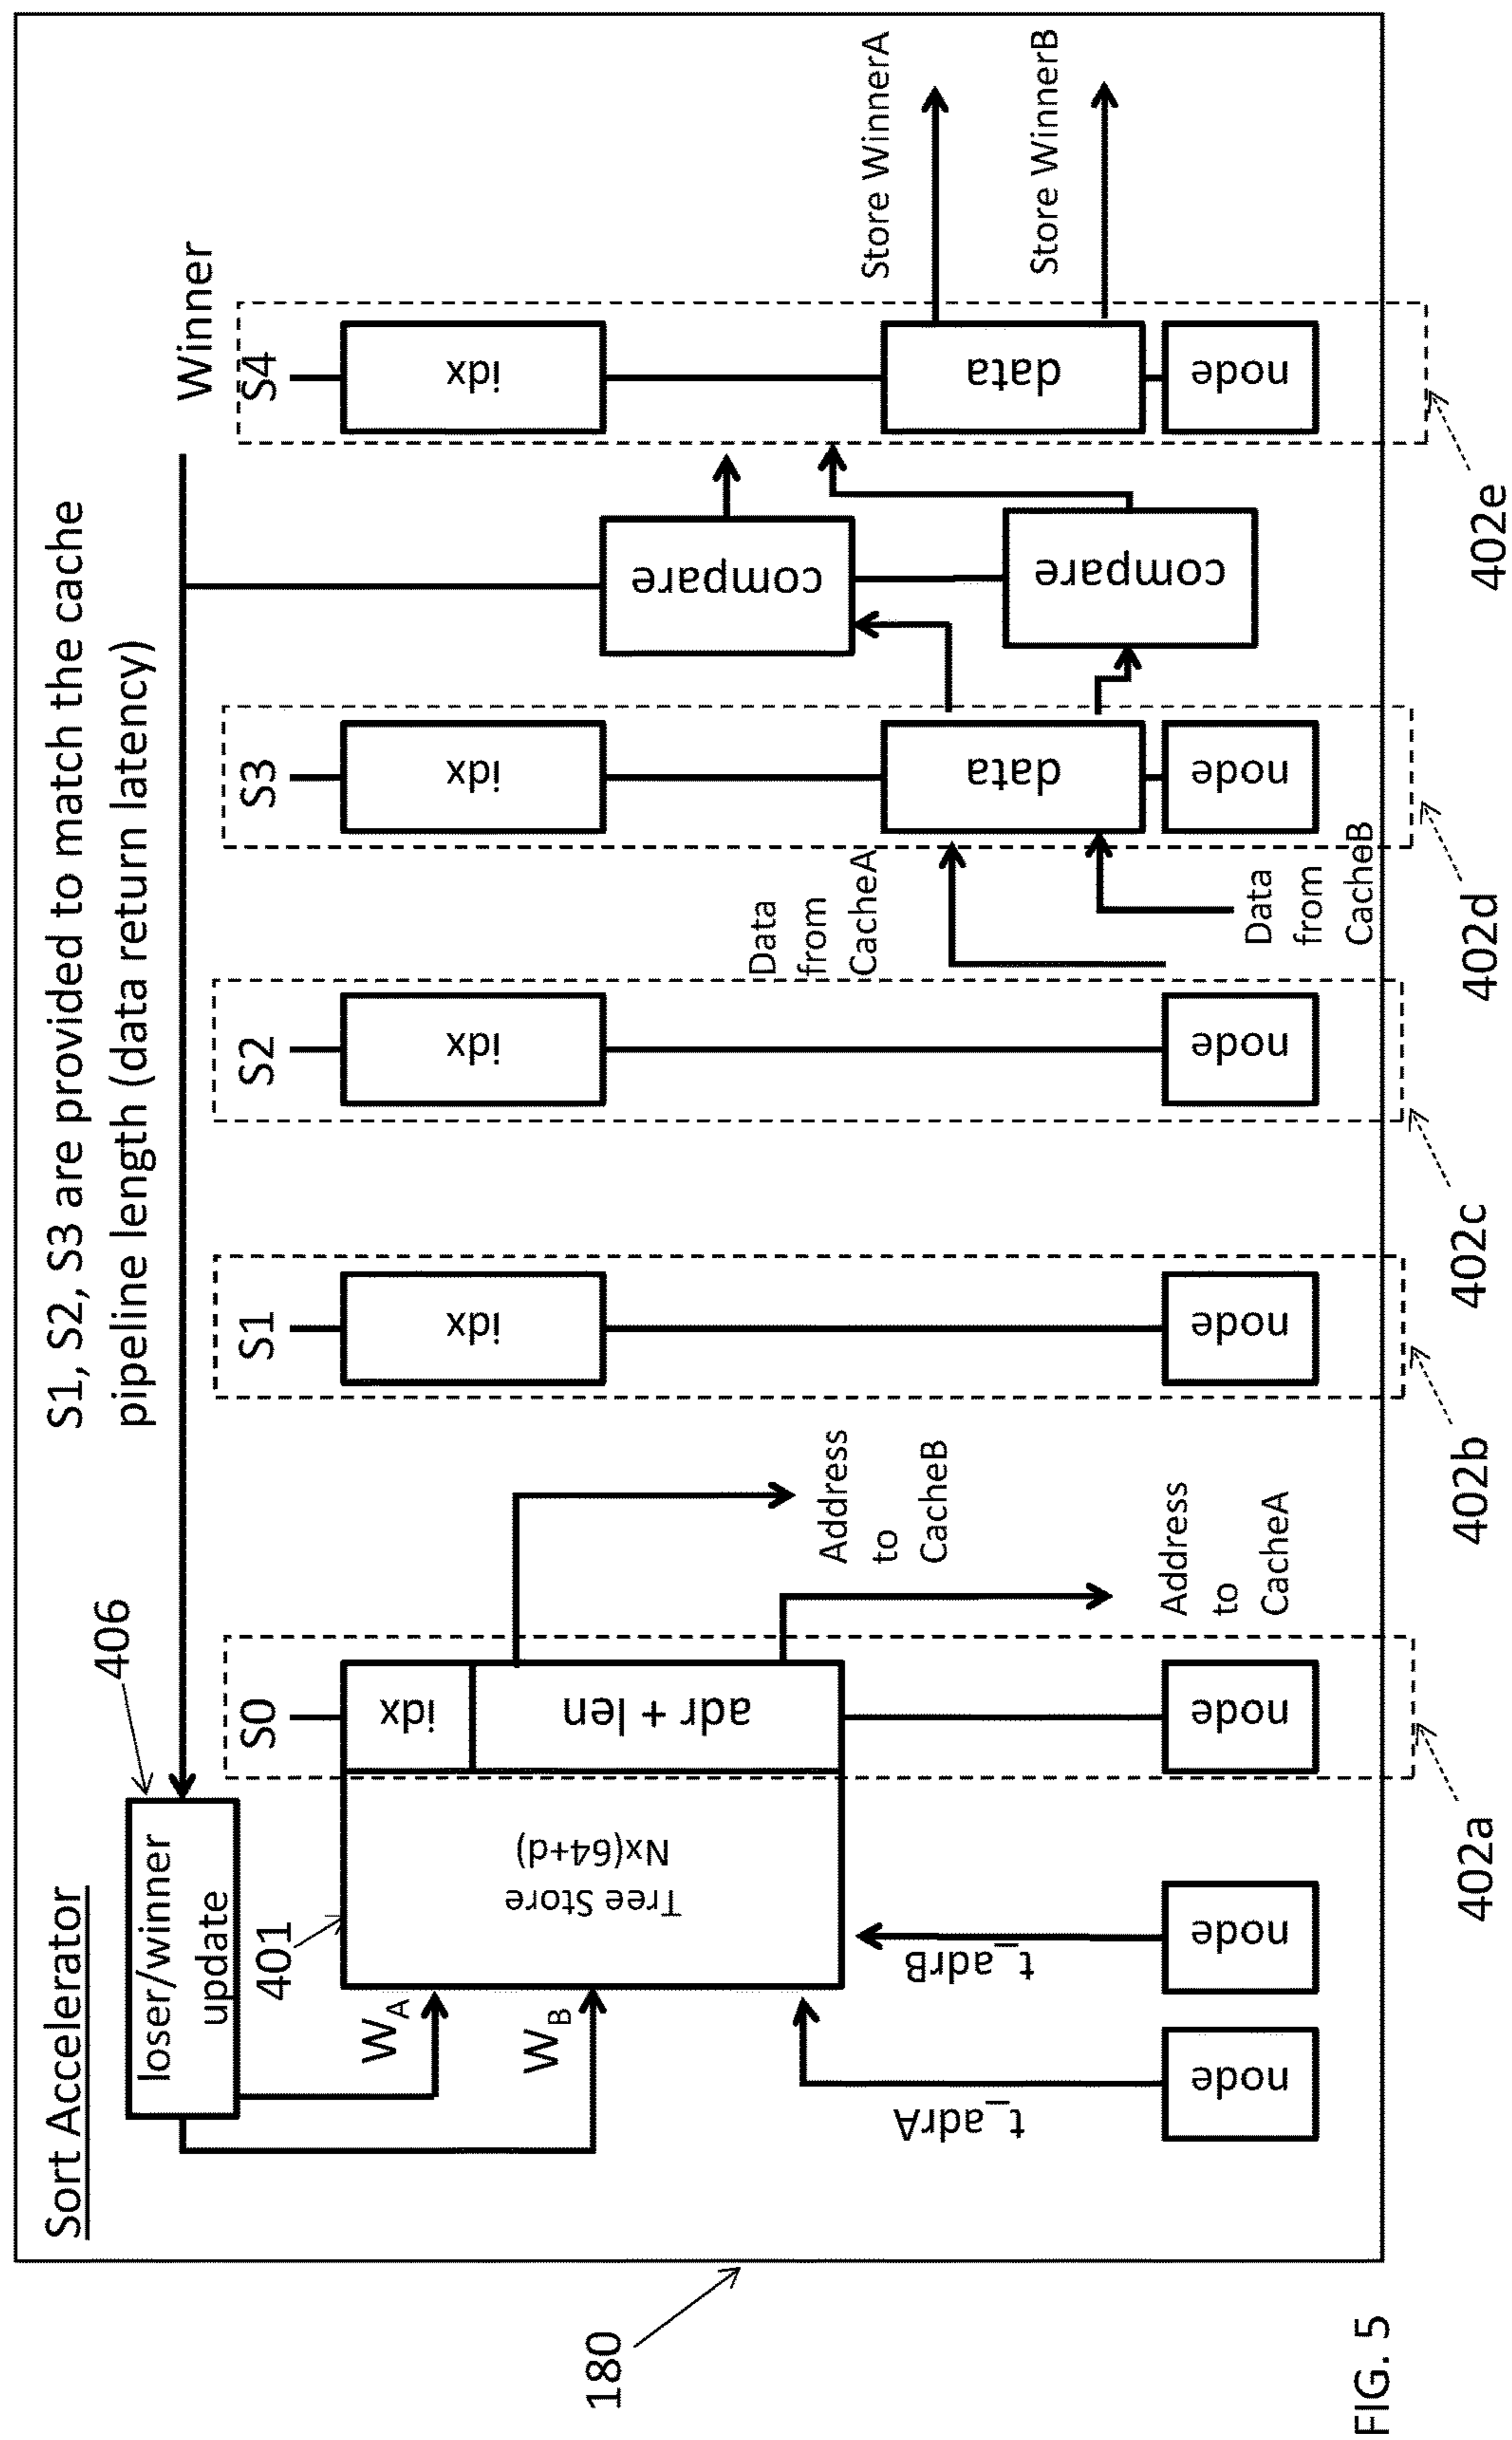 Sort Accelerator
S1, S2, S3 are provided to match the cache
pipeline length (data return latency)
406
loser/winner
update
Winner
401
W_A
W_B
Tree Store
Nx(64+d)
t_adrA
t_adrB
node
node
S0
idx
adr + len
node
Address
to
CacheB
Address
to
CacheA
S1
idx
node
S2
idx
node
Data
from
CacheA
Data
from
CacheB
S3
idx
data
node
compare
compare
S4
idx
data
node
Store WinnerA
Store WinnerB
402a
402b
402c
402d
402e
180
FIG. 5